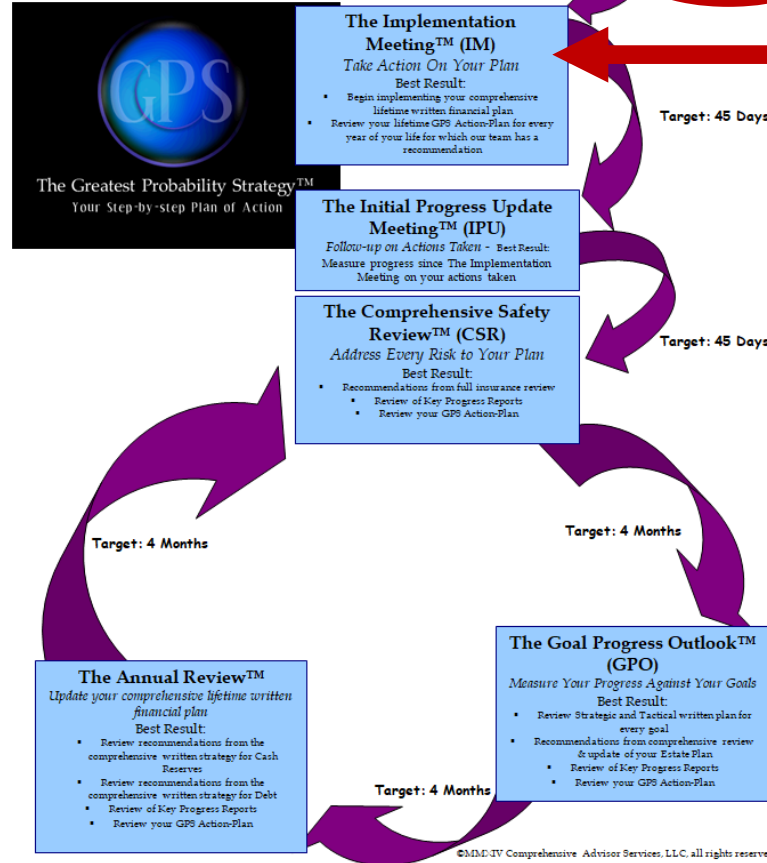 GPS
The Greatest Probability Strategy™
Your Step-by-step Plan of Action
The Implementation
Meeting™ (IM)
Take Action On Your Plan
Best Result:
▪ Begin implementing your comprehensive
lifetime written financial plan
▪ Review your lifetime GPS Action-Plan for every
year of your life for which our team has a
recommendation
Target: 45 Days
The Initial Progress Update
Meeting™ (IPU)
Follow-up on Actions Taken - Best Result:
Measure progress since The Implementation
Meeting on your actions taken
Target: 45 Days
The Comprehensive Safety
Review™ (CSR)
Address Every Risk to Your Plan
Best Result:
▪ Recommendations from full insurance review
▪ Review of Key Progress Reports
▪ Review your GPS Action-Plan
Target: 4 Months
The Goal Progress Outlook™
(GPO)
Measure Your Progress Against Your Goals
Best Result:
▪ Review Strategic and Tactical written plan for
every goal
▪ Recommendations from comprehensive review
& update of your Estate Plan
▪ Review of Key Progress Reports
▪ Review your GPS Action-Plan
Target: 4 Months
The Annual Review™
Update your comprehensive lifetime written
financial plan
Best Result:
▪ Review recommendations from the
comprehensive written strategy for Cash
Reserves
▪ Review recommendations from the
comprehensive written strategy for Debt
▪ Review of Key Progress Reports
▪ Review your GPS Action-Plan
Target: 4 Months
©MMXIV Comprehensive Advisor Services, LLC, all rights reserve